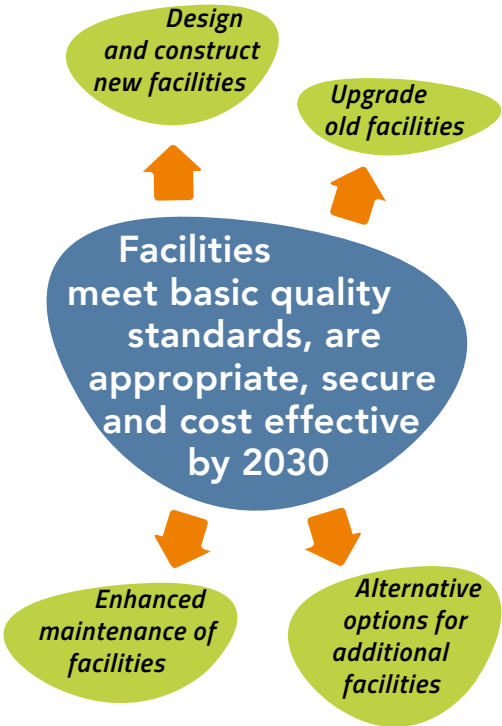 Design
and construct
new facilities
Upgrade
old facilities
Facilities
meet basic quality
standards, are
appropriate, secure
and cost effective
by 2030
Enhanced
maintenance of
facilities
Alternative
options for
additional
facilities